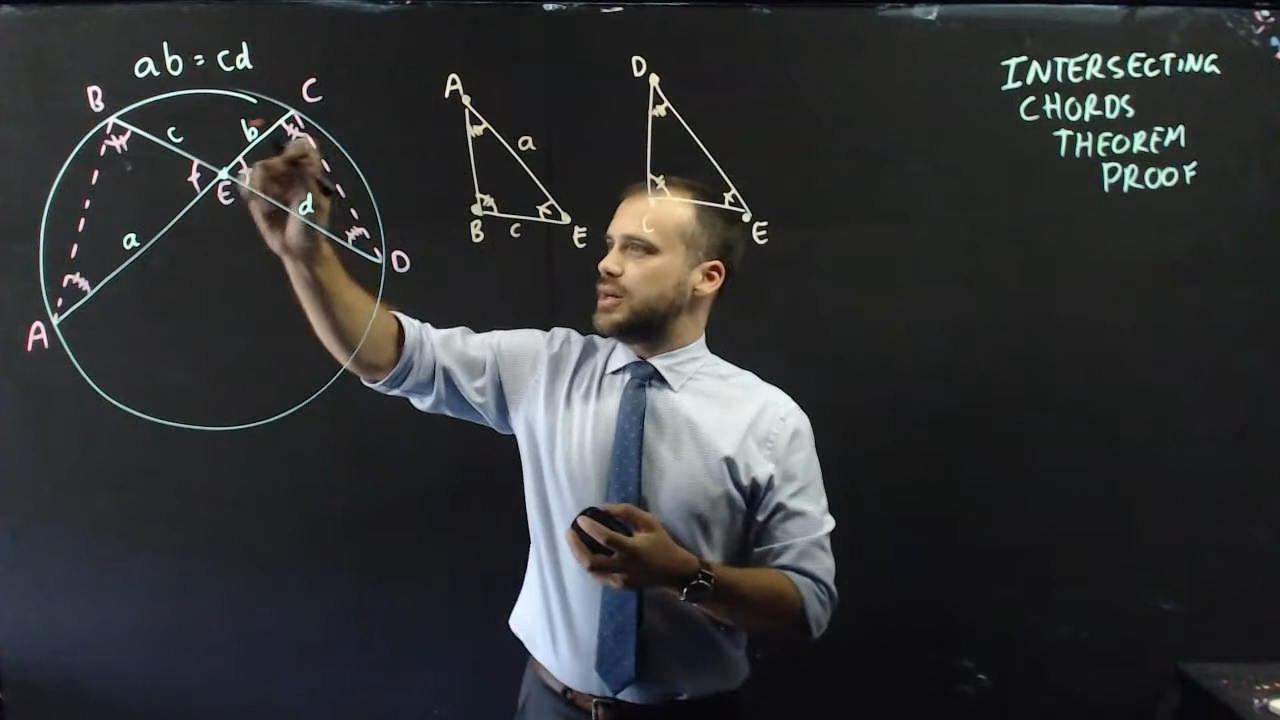 ab = cd
B
C
c
b
E
d
a
D
A
A
a
B
c
E
D
C
E
INTERSECTING
CHORDS
THEOREM
PROOF